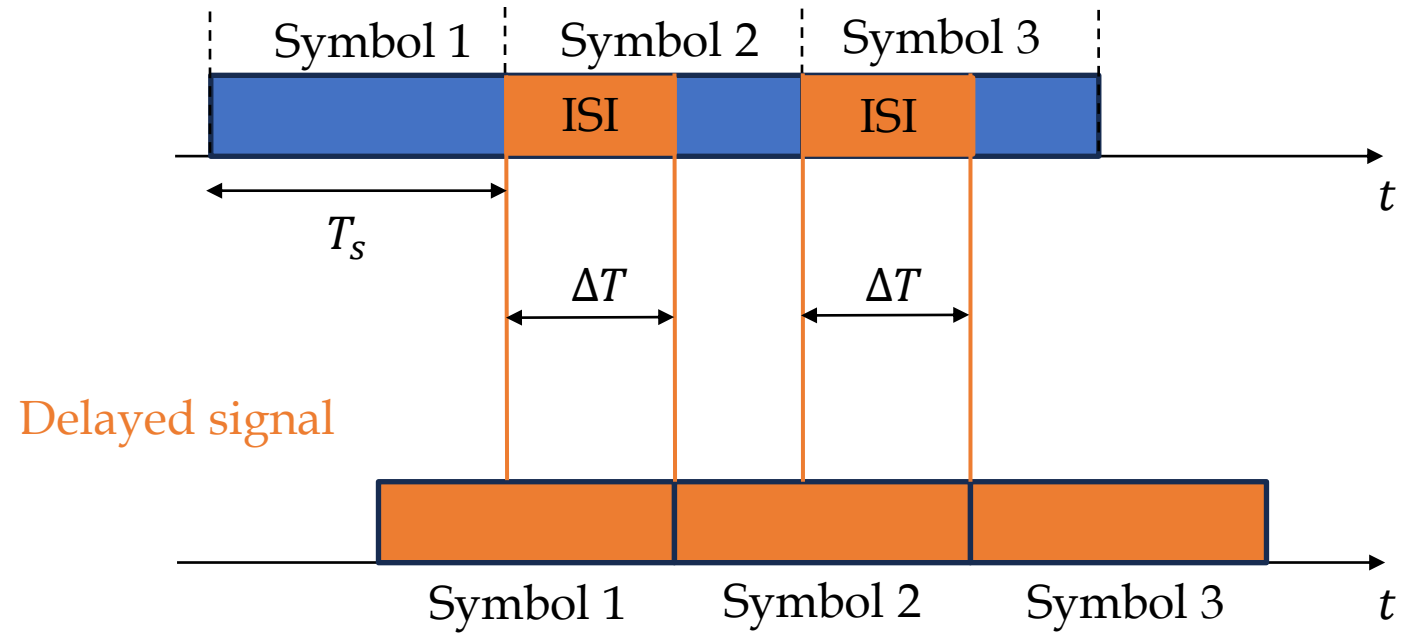 Symbol 1 Symbol 2 Symbol 3
ISI ISI
t
T_s
ΔT ΔT
Delayed signal
Symbol 1 Symbol 2 Symbol 3
t